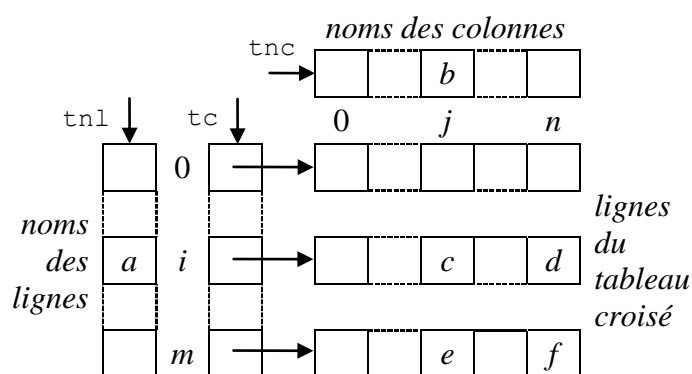 noms des colonnes
tnc
b
tnl
tc
0
j
n
0
noms
des
lignes
a
i
c
d
lignes
du
tableau
croisé
m
e
f